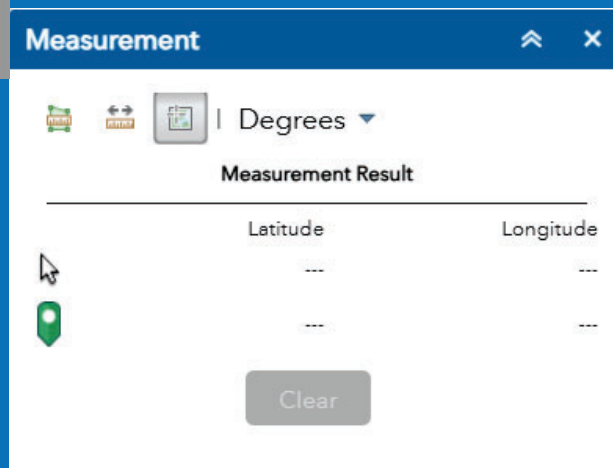 Measurement
Degrees
Measurement Result
Latitude Longitude
--- ---
--- ---
Clear